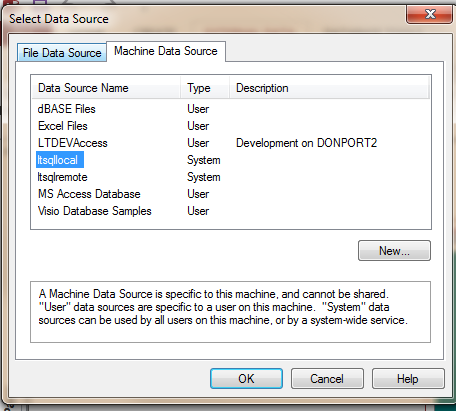 Select Data Source
File Data Source Machine Data Source
Data Source Name Type Description
dBASE Files User
Excel Files User
LTDEVAccess User Development on DONPORT2
ltsqllocal System
ltsqlremote System
MS Access Database User
Visio Database Samples User
New...
A Machine Data Source is specific to this machine, and cannot be shared.
"User" data sources are specific to a user on this machine. "System" data
sources can be used by all users on this machine, or by a system-wide service.
OK Cancel Help